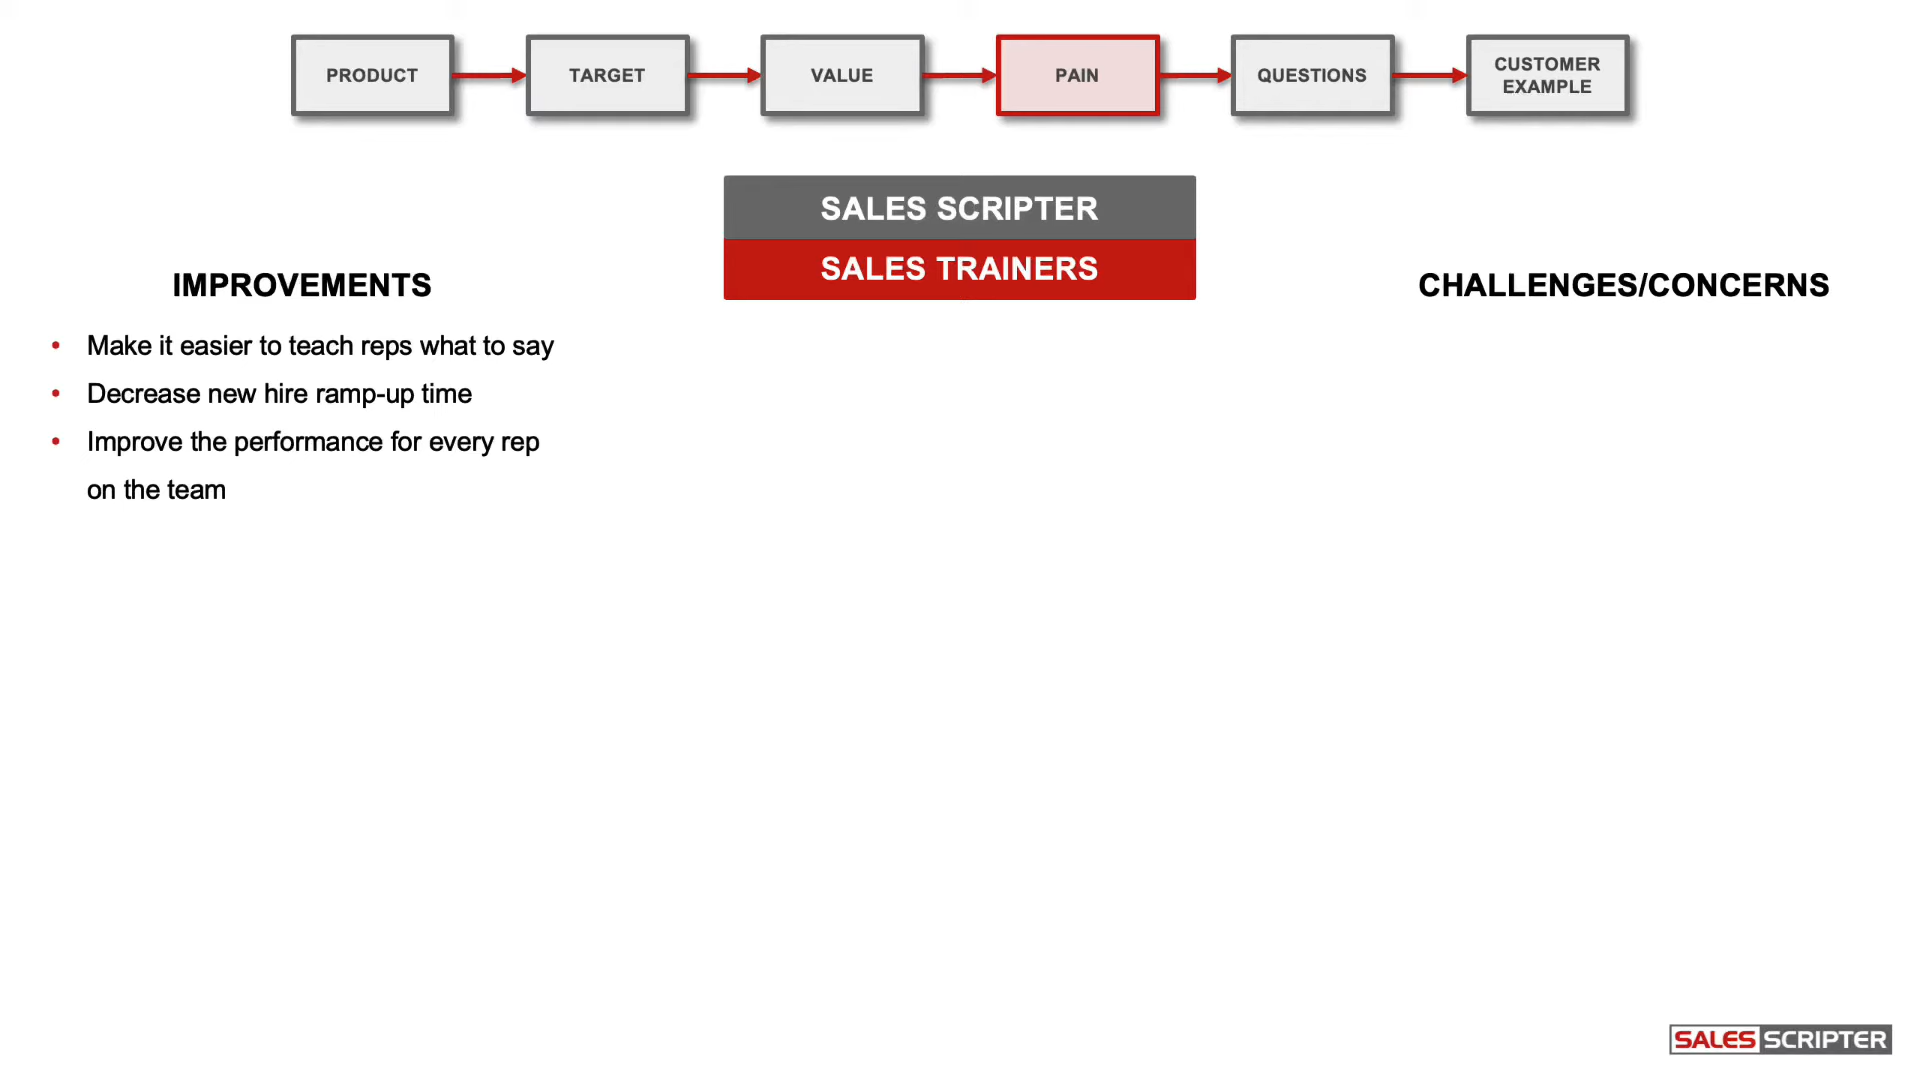 PRODUCT
TARGET
VALUE
PAIN
QUESTIONS
CUSTOMER
EXAMPLE
SALES SCRIPTER
SALES TRAINERS
IMPROVEMENTS
• Make it easier to teach reps what to say
• Decrease new hire ramp-up time
• Improve the performance for every rep
on the team
CHALLENGES/CONCERNS
SALES SCRIPTER